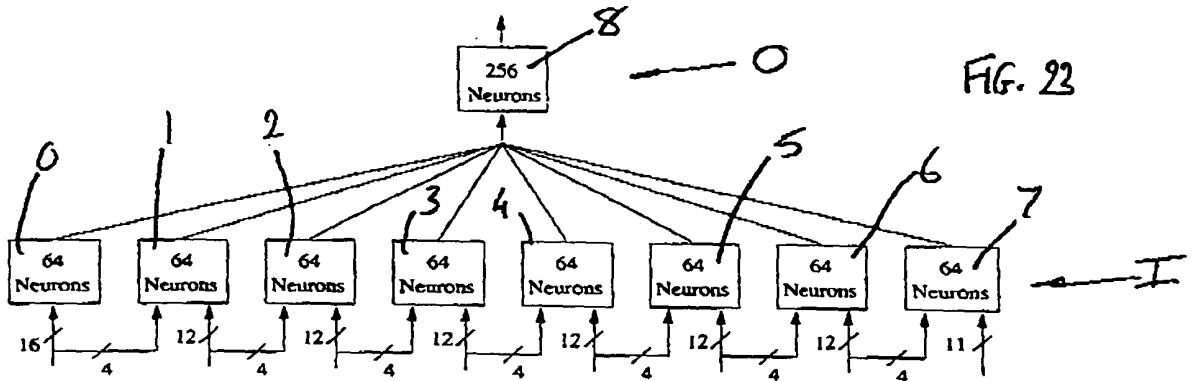 8
256
Neurons
O
FIG. 23
0 1 2 3 4 5 6 7
64 64 64 64 64 64 64 64
Neurons Neurons Neurons Neurons Neurons Neurons Neurons Neurons
I
16 12 12 12 12 12 12 11
4 4 4 4 4 4 4